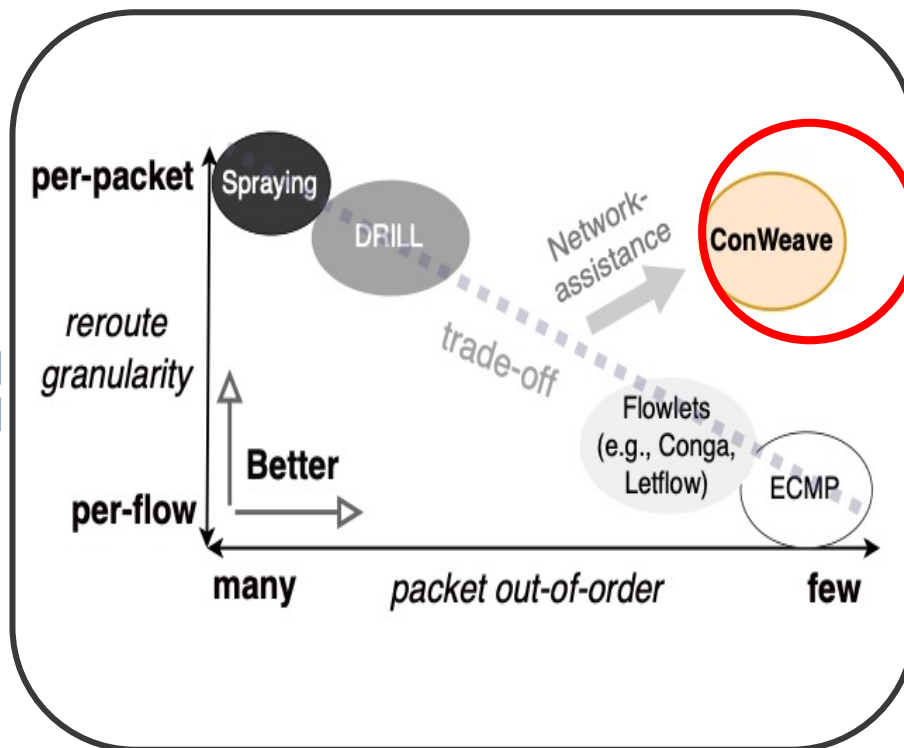 per-packet
Spraying
DRILL
Network-
assistance
ConWeave
reroute
granularity
trade-off
Flowlets
(e.g., Conga,
Letflow)
ECMP
Better
per-flow
many
packet out-of-order
few